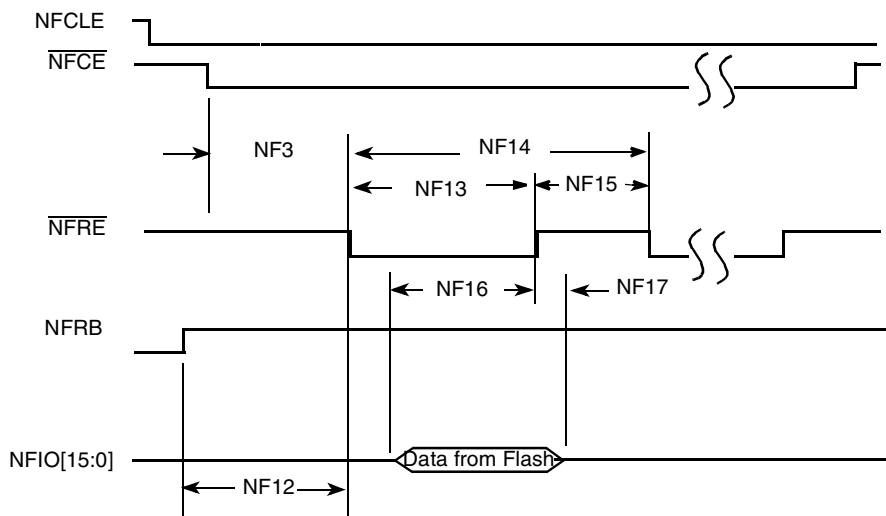 NFCLE
NFCE
NF3
NF14
NF13
NF15
NFRE
NF16
NF17
NFRB
NFIO[15:0]
Data from Flash
NF12